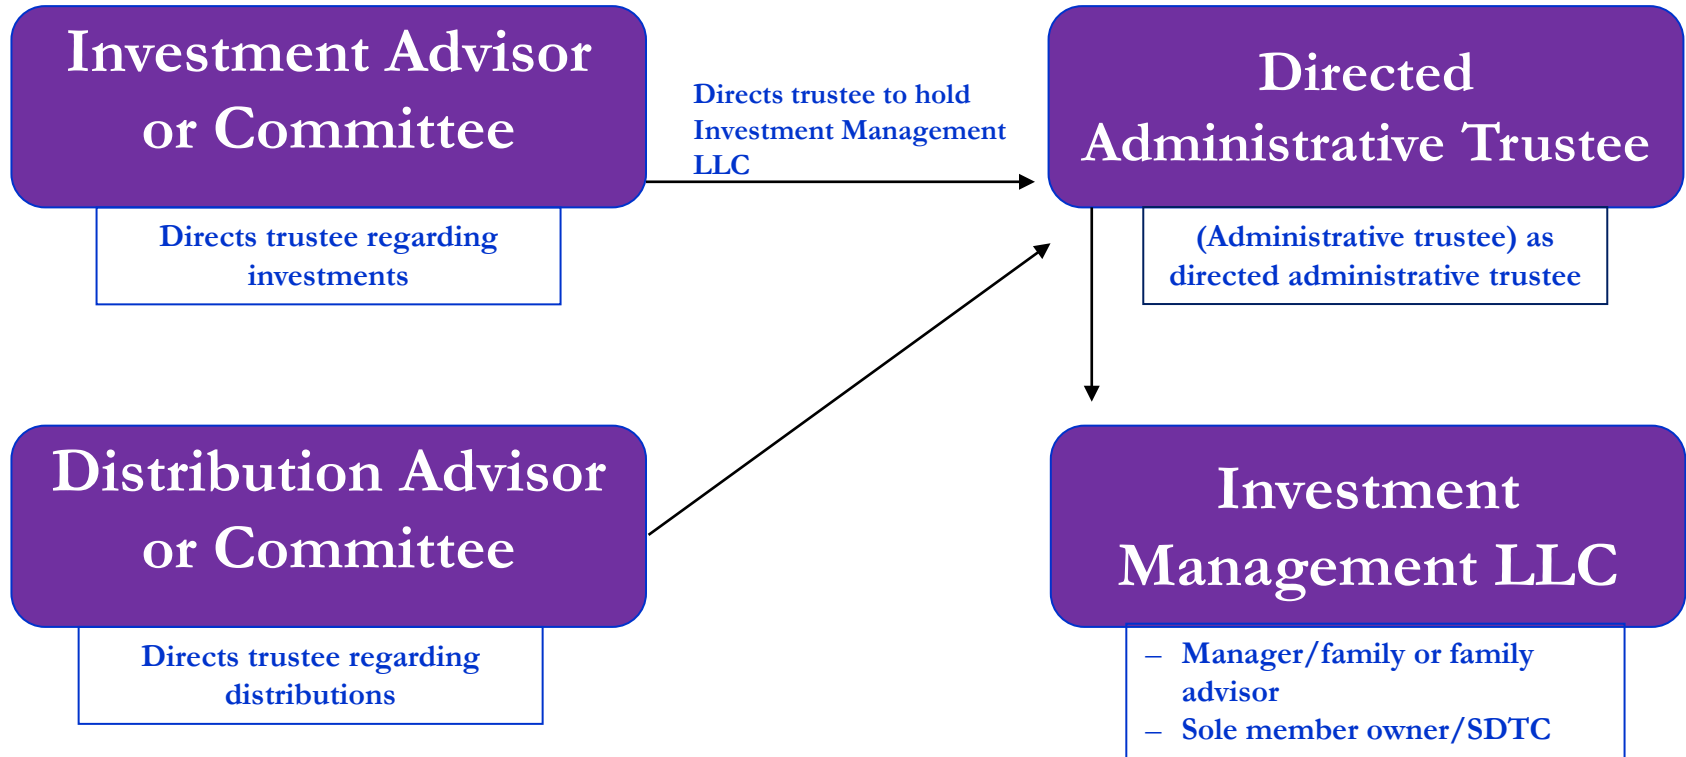 Investment Advisor
or Committee
Directs trustee regarding
investments
Directs trustee to hold
Investment Management
LLC
Directed
Administrative Trustee
(Administrative trustee) as
directed administrative trustee
Distribution Advisor
or Committee
Directs trustee regarding
distributions
Investment
Management LLC
– Manager/family or family
advisor
– Sole member owner/SDTC